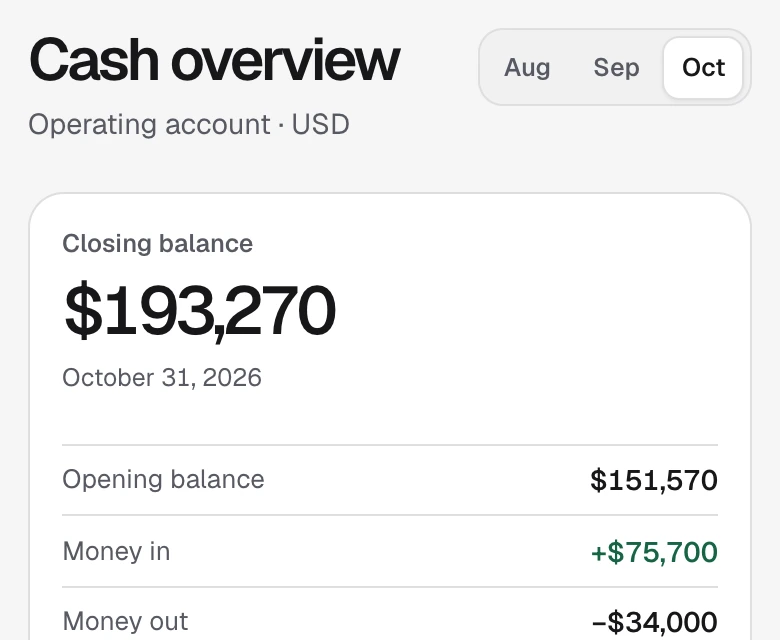 Cash overview
Aug Sep Oct
Operating account · USD
Closing balance
$193,270
October 31, 2026
Opening balance $151,570
Money in +$75,700
Money out –$34,000